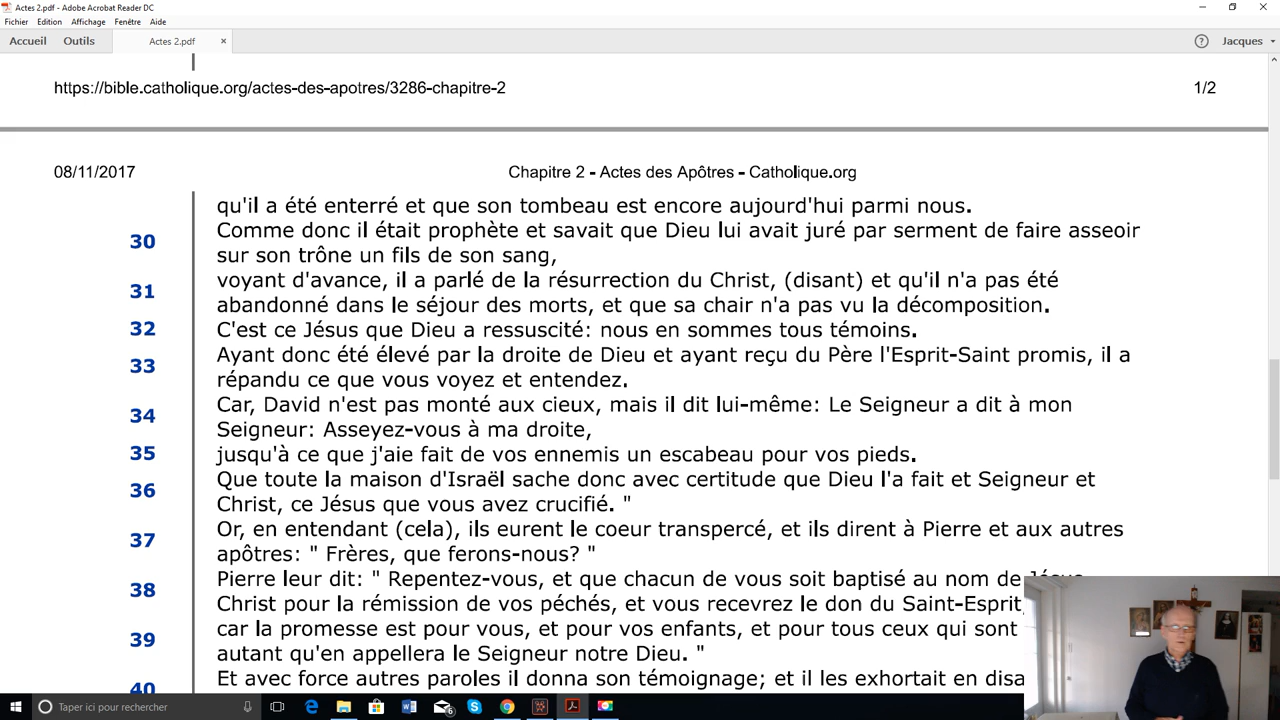 Actes 2.pdf - Adobe Acrobat Reader DC
Fichier Edition Affichage Fenêtre Aide
Accueil Outils Actes 2.pdf × ? Jacques
https://bible.catholique.org/actes-des-apotres/3286-chapitre-2 1/2
08/11/2017 Chapitre 2 - Actes des Apôtres - Catholique.org
qu'il a été enterré et que son tombeau est encore aujourd'hui parmi nous.
30 Comme donc il était prophète et savait que Dieu lui avait juré par serment de faire asseoir
sur son trône un fils de son sang,
31 voyant d'avance, il a parlé de la résurrection du Christ, (disant) et qu'il n'a pas été
abandonné dans le séjour des morts, et que sa chair n'a pas vu la décomposition.
32 C'est ce Jésus que Dieu a ressuscité: nous en sommes tous témoins.
33 Ayant donc été élevé par la droite de Dieu et ayant reçu du Père l'Esprit-Saint promis, il a
répandu ce que vous voyez et entendez.
34 Car, David n'est pas monté aux cieux, mais il dit lui-même: Le Seigneur a dit à mon
Seigneur: Asseyez-vous à ma droite,
35 jusqu'à ce que j'aie fait de vos ennemis un escabeau pour vos pieds.
36 Que toute la maison d'Israël sache donc avec certitude que Dieu l'a fait et Seigneur et
Christ, ce Jésus que vous avez crucifié. "
37 Or, en entendant (cela), ils eurent le coeur transpercé, et ils dirent à Pierre et aux autres
apôtres: " Frères, que ferons-nous? "
38 Pierre leur dit: " Repentez-vous, et que chacun de vous soit baptisé au nom de Jésus-
Christ pour la rémission de vos péchés, et vous recevrez le don du Saint-Esprit,
39 car la promesse est pour vous, et pour vos enfants, et pour tous ceux qui sont
autant qu'en appellera le Seigneur notre Dieu. "
40 Et avec force autres paroles il donna son témoignage; et il les exhortait en disa
Taper ici pour rechercher